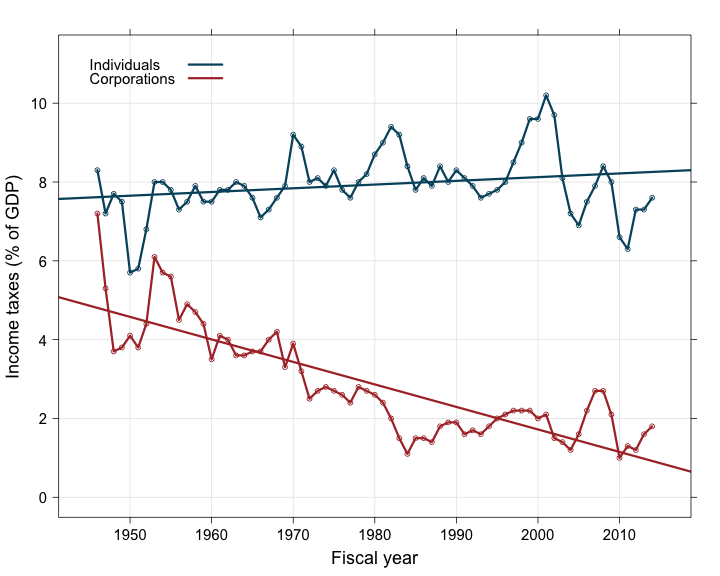 Individuals
Corporations
Income taxes (% of GDP)
10
8
6
4
2
0
1950 1960 1970 1980 1990 2000 2010
Fiscal year